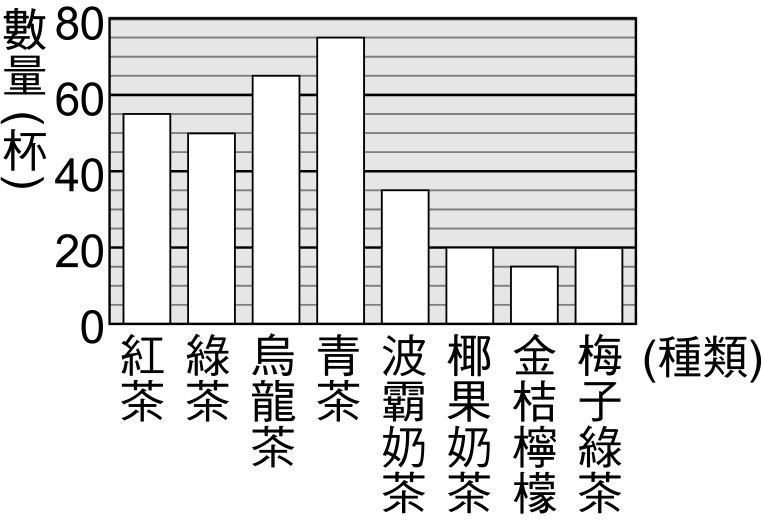 數量(杯)
80
60
40
20
0
紅茶
綠茶
烏龍茶
青茶
波霸奶茶
椰果奶茶
金桔檸檬
梅子綠茶
(種類)